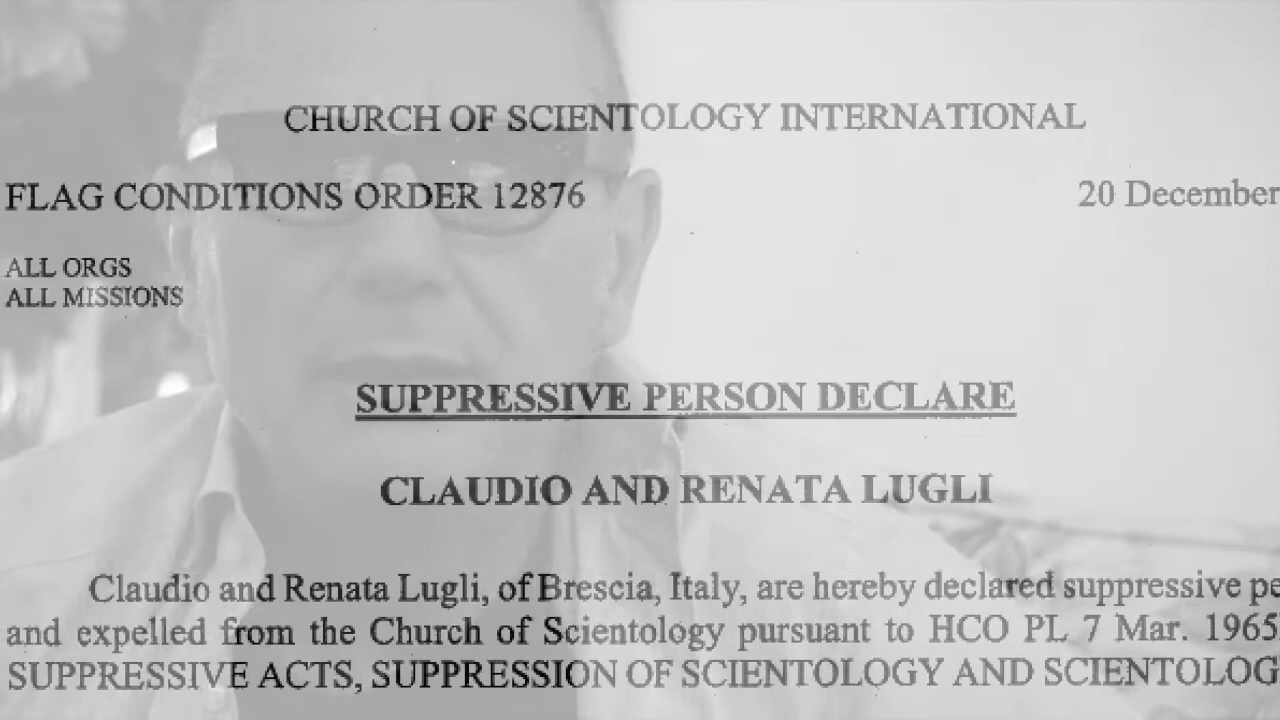 CHURCH OF SCIENTOLOGY INTERNATIONAL
FLAG CONDITIONS ORDER 12876 20 December
ALL ORGS
ALL MISSIONS
SUPPRESSIVE PERSON DECLARE
CLAUDIO AND RENATA LUGLI
Claudio and Renata Lugli, of Brescia, Italy, are hereby declared suppressive pe
and expelled from the Church of Scientology pursuant to HCO PL 7 Mar. 1965
SUPPRESSIVE ACTS, SUPPRESSION OF SCIENTOLOGY AND SCIENTOLOG